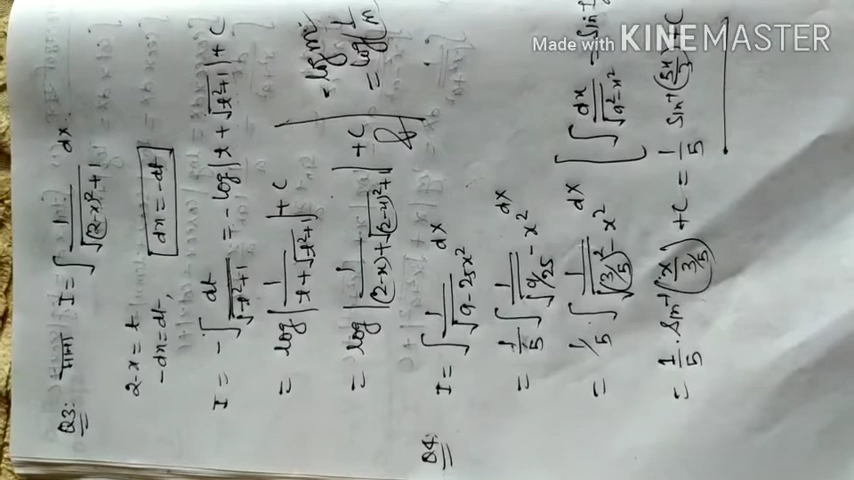 Q3: I = ∫ 1/√((2-x)²+1) dx.
2-x = t
-dx = dt, dx = -dt
I = -∫ dt/√(t²+1) = -log|t + √(t²+1)| + C
= log|1/(t + √(t²+1))| + C
= log|1/((2-x) + √((2-x)²+1))| + C
= log m⁻
= log(1/m
Q4: I = ∫ 1/√(9-25x²) dx
= 1/5 ∫ 1/√(9/25 - x²) dx
= 1/5 · ∫ 1/√((3/5)² - x²) dx [∫ dx/√(a²-x²) = sin⁻
= 1/5 · Sin⁻¹(x/(3/5)) + C = 1/5 Sin⁻¹(5x/3) + C
Made with KINEMASTER